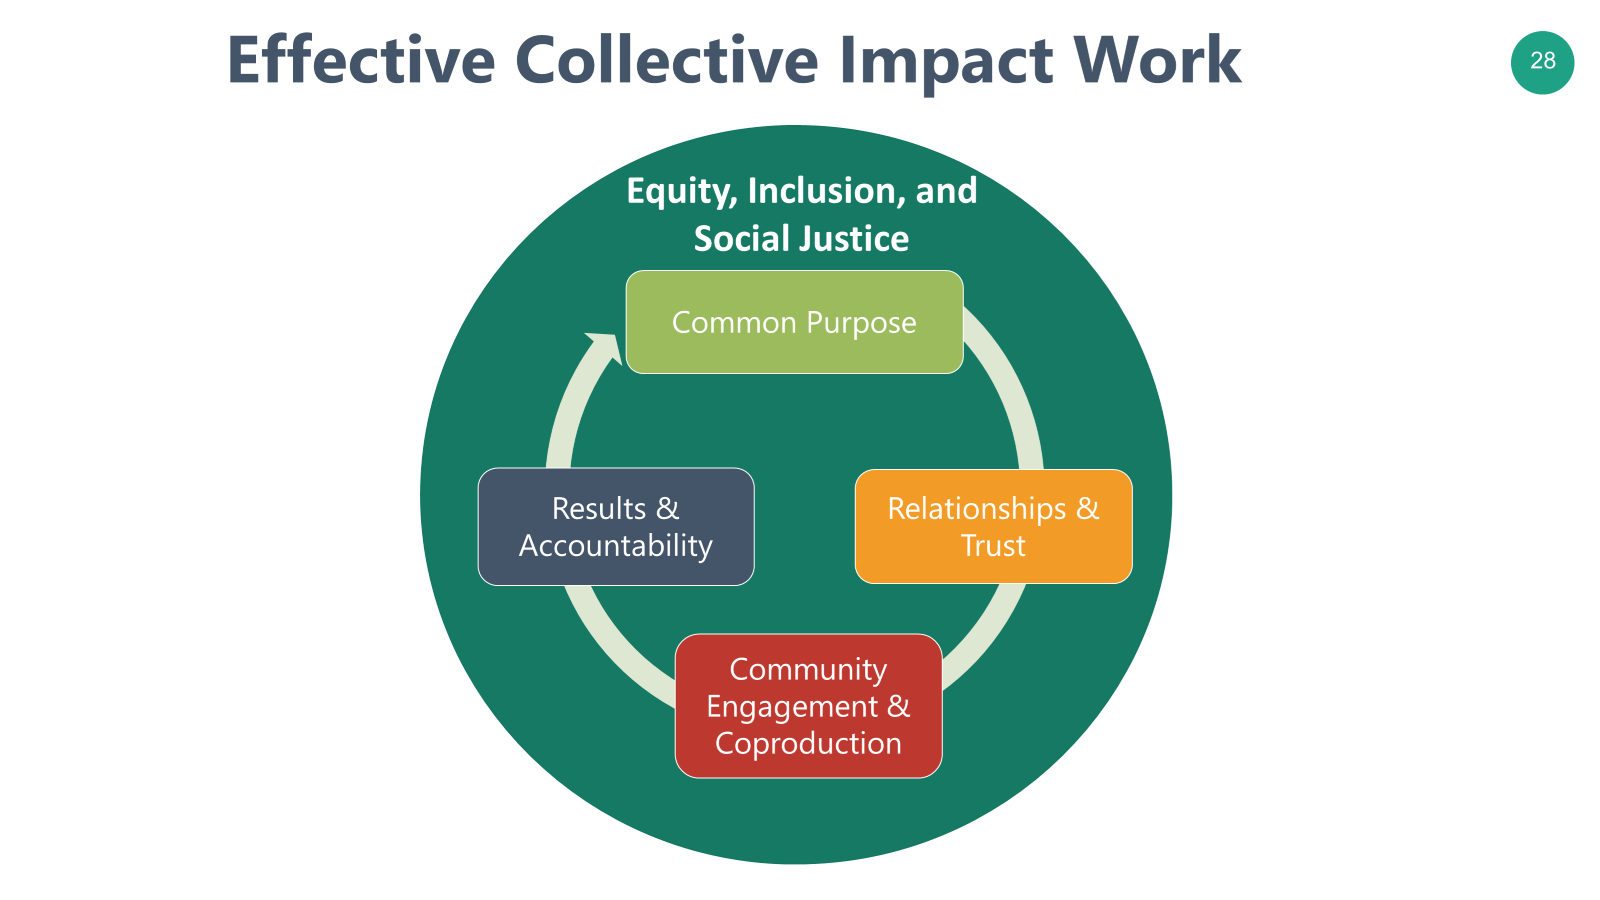 Effective Collective Impact Work
28
Equity, Inclusion, and
Social Justice
Common Purpose
Results &
Accountability
Relationships &
Trust
Community
Engagement &
Coproduction